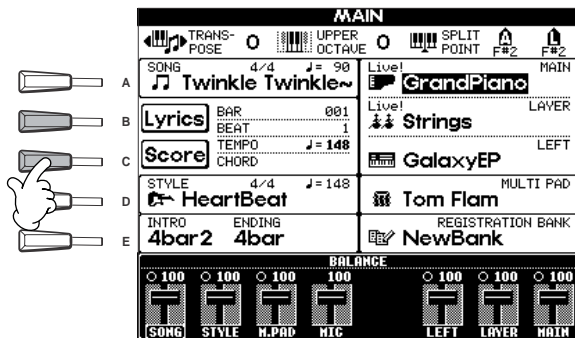 MAIN
TRANS-
POSE
0
UPPER
OCTAVE
0
SPLIT
POINT
A
F#2
L
F#2
A
SONG
4/4
♩= 90
Twinkle Twinkle~
B
Lyrics
BAR
001
BEAT
1
C
Score
TEMPO
♩= 148
CHORD
D
STYLE
4/4
♩=148
HeartBeat
E
INTRO
ENDING
4bar2
4bar
Live!
MAIN
GrandPiano
Live!
LAYER
Strings
LEFT
GalaxyEP
MULTI PAD
Tom Flam
REGISTRATION BANK
NewBank
BALANCE
100
100
100
100
100
100
100
SONG
STYLE
M.PAD
MIC
LEFT
LAYER
MAIN